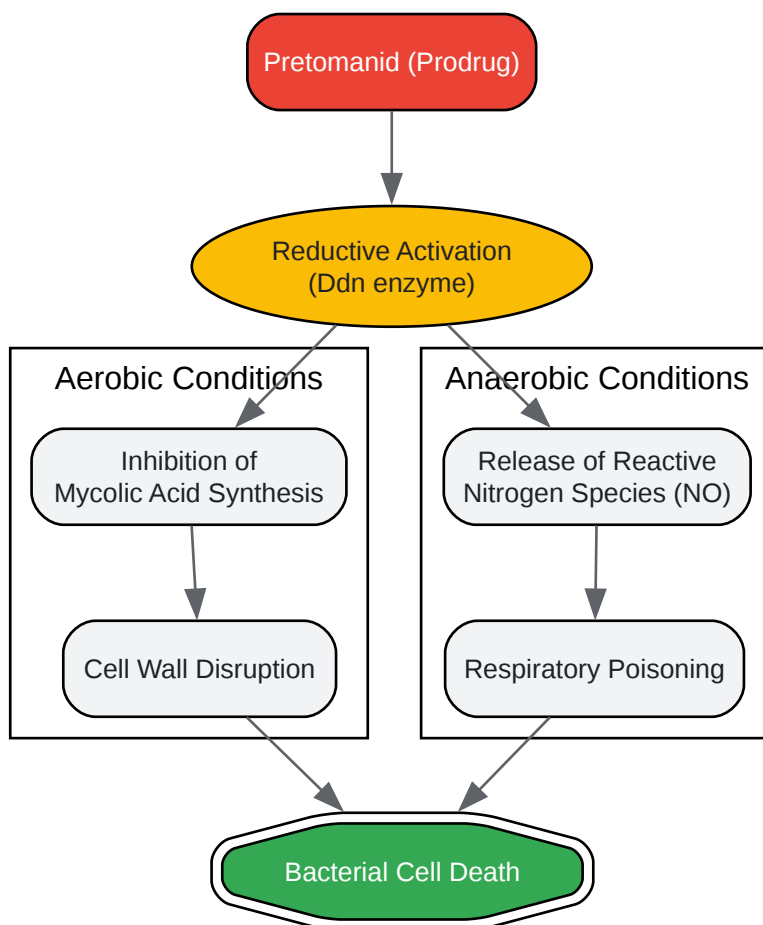 Pretomanid (Prodrug)
Reductive Activation
(Ddn enzyme)
Aerobic Conditions
Inhibition of
Mycolic Acid Synthesis
Cell Wall Disruption
Anaerobic Conditions
Release of Reactive
Nitrogen Species (NO)
Respiratory Poisoning
Bacterial Cell Death